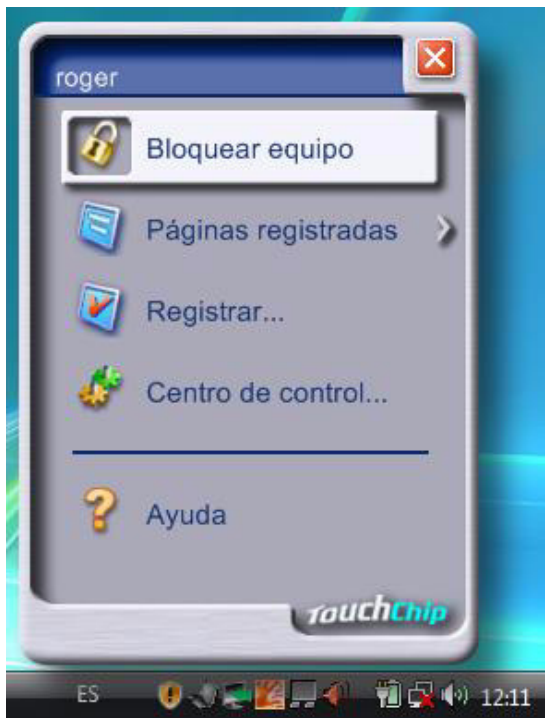 roger
Bloquear equipo
Páginas registradas
Registrar...
Centro de control...
Ayuda
TouchChip
ES
12:11